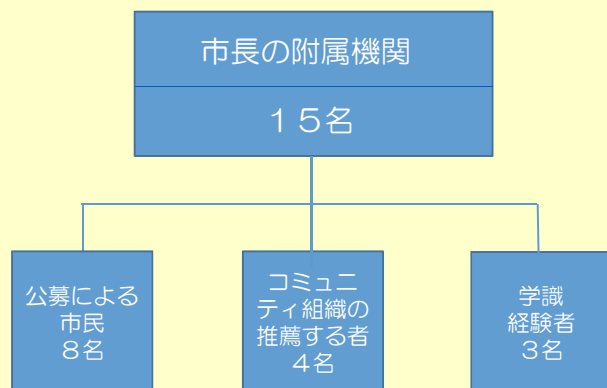 市長の附属機関
１５名
公募による
市民
８名
コミュニ
ティ組織の
推薦する者
４名
学識
経験者
３名